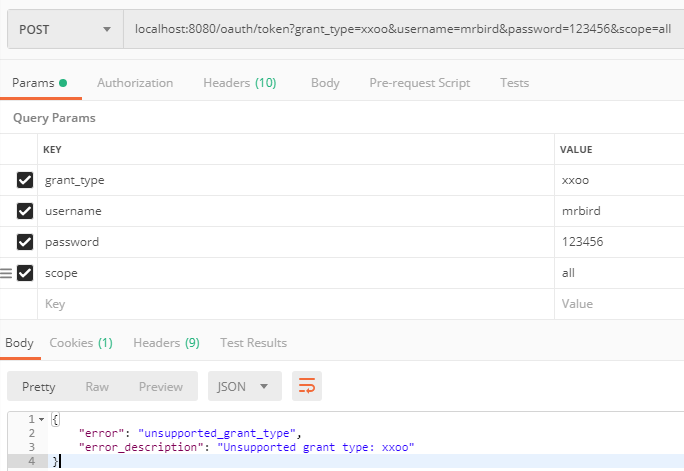 POST localhost:8080/oauth/token?grant_type=xxoo&username=mrbird&password=123456&scope=all
Params Authorization Headers (10) Body Pre-request Script Tests
Query Params
KEY VALUE
grant_type xxoo
username mrbird
password 123456
scope all
Key Value
Body Cookies (1) Headers (9) Test Results
Pretty Raw Preview JSON
1 {
2 "error": "unsupported_grant_type",
3 "error_description": "Unsupported grant type: xxoo"
4 }